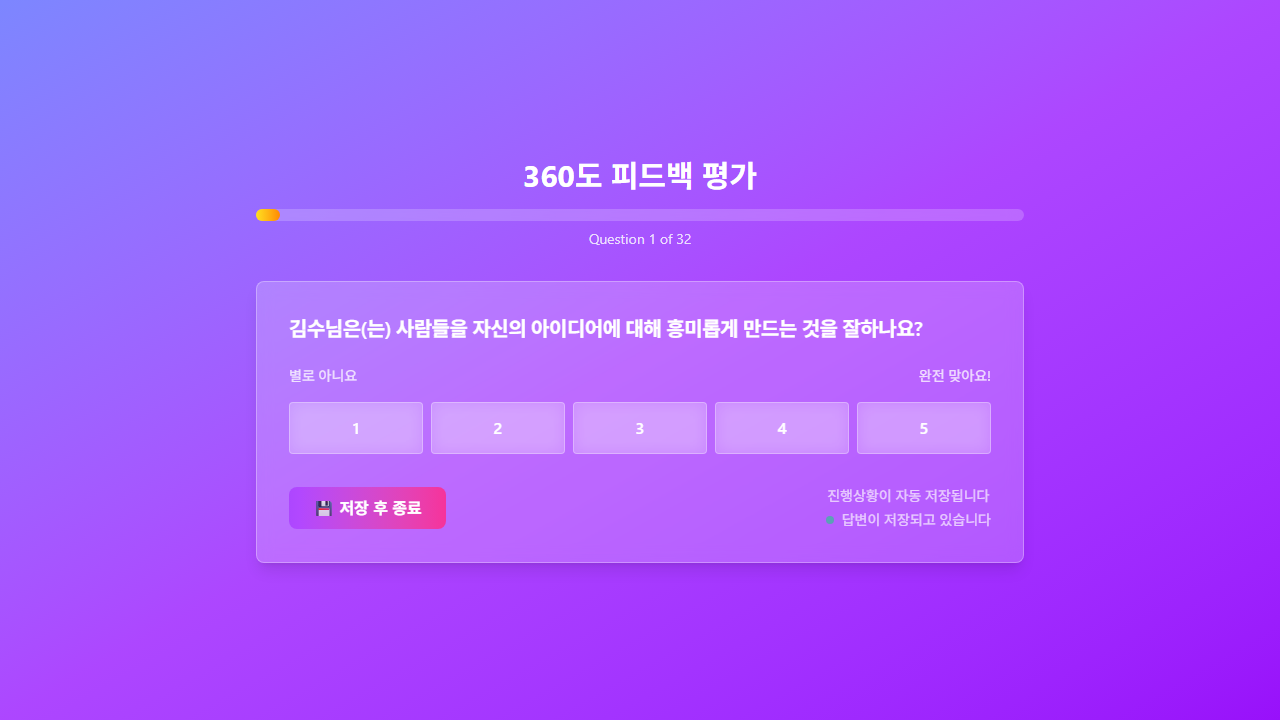 360도 피드백 평가
Question 1 of 32
김수님은(는) 사람들을 자신의 아이디어에 대해 흥미롭게 만드는 것을 잘하나요?
별로 아니요
완전 맞아요!
1
2
3
4
5
💾 저장 후 종료
진행상황이 자동 저장됩니다
답변이 저장되고 있습니다